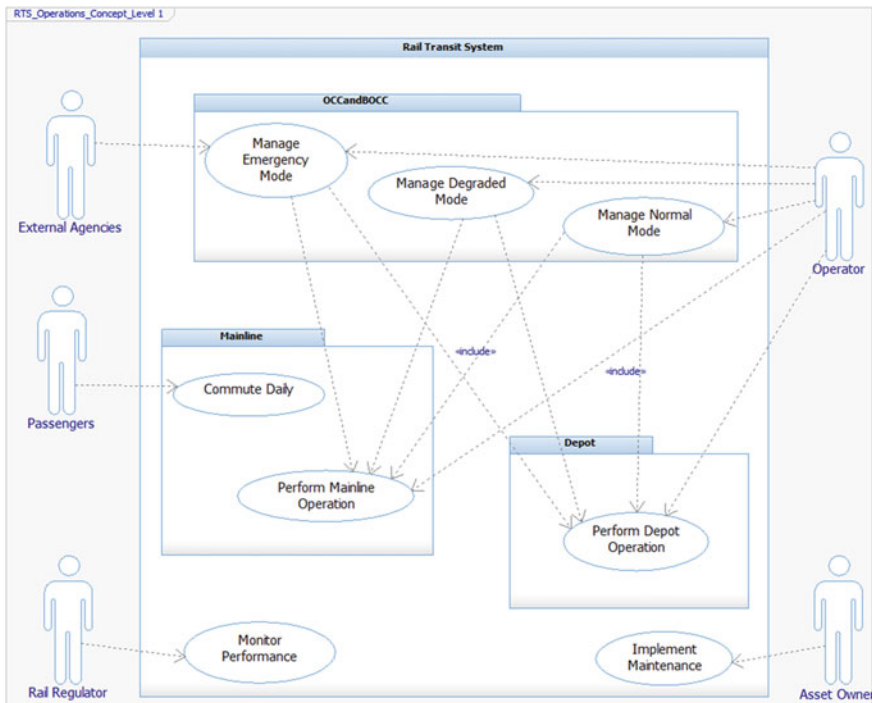 RTS_Operations_Concept_Level 1
Rail Transit System
OCCandBOCC
Manage
Emergency
Mode
Manage Degraded
Mode
Manage Normal
Mode
External Agencies
Operator
Mainline
«include»
Commute Daily
«include»
Passengers
Depot
Perform Mainline
Operation
Perform Depot
Operation
Monitor
Performance
Implement
Maintenance
Rail Regulator
Asset Owner